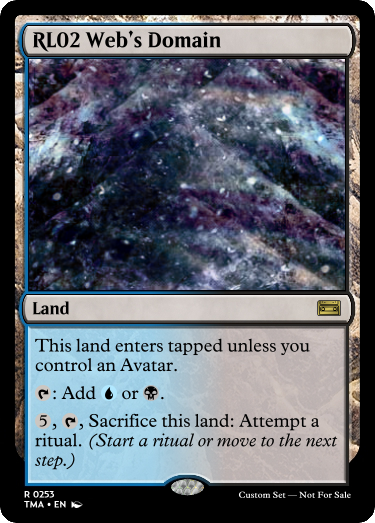 RL02 Web's Domain
Land
This land enters tapped unless you
control an Avatar.
: Add or .
5, , Sacrifice this land: Attempt a
ritual. (Start a ritual or move to the next
step.)
R 0253
TMA • EN
Custom Set — Not For Sale